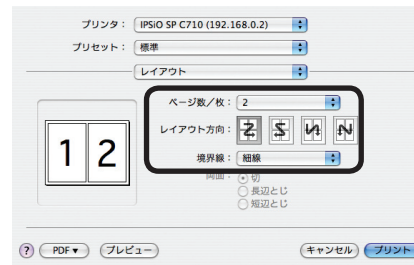 プリンタ： IPSiO SP C710 (192.168.0.2)
プリセット： 標準
レイアウト
ページ数／枚： 2
レイアウト方向：
境界線： 細線
両面： 切
長辺とじ
短辺とじ
1 2
? PDF▼ プレビュー キャンセル プリント